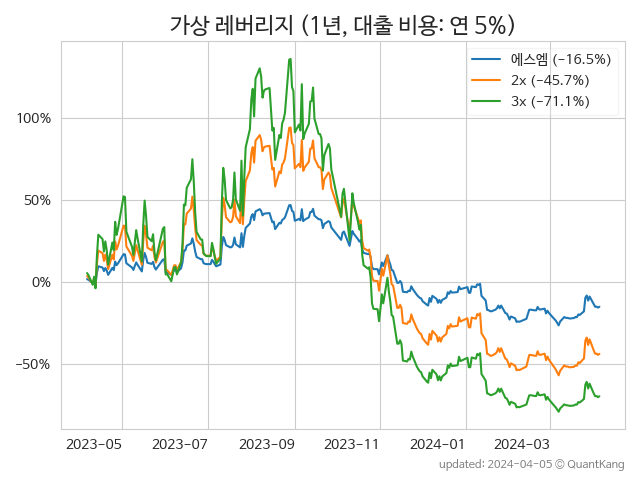 가상 레버리지 (1년, 대출 비용: 연 5%)
에스엠 (−16.5%)
2x (−45.7%)
3x (−71.1%)
100%
50%
0%
−50%
2023-05 2023-07 2023-09 2023-11 2024-01 2024-03
updated: 2024-04-05 © QuantKang